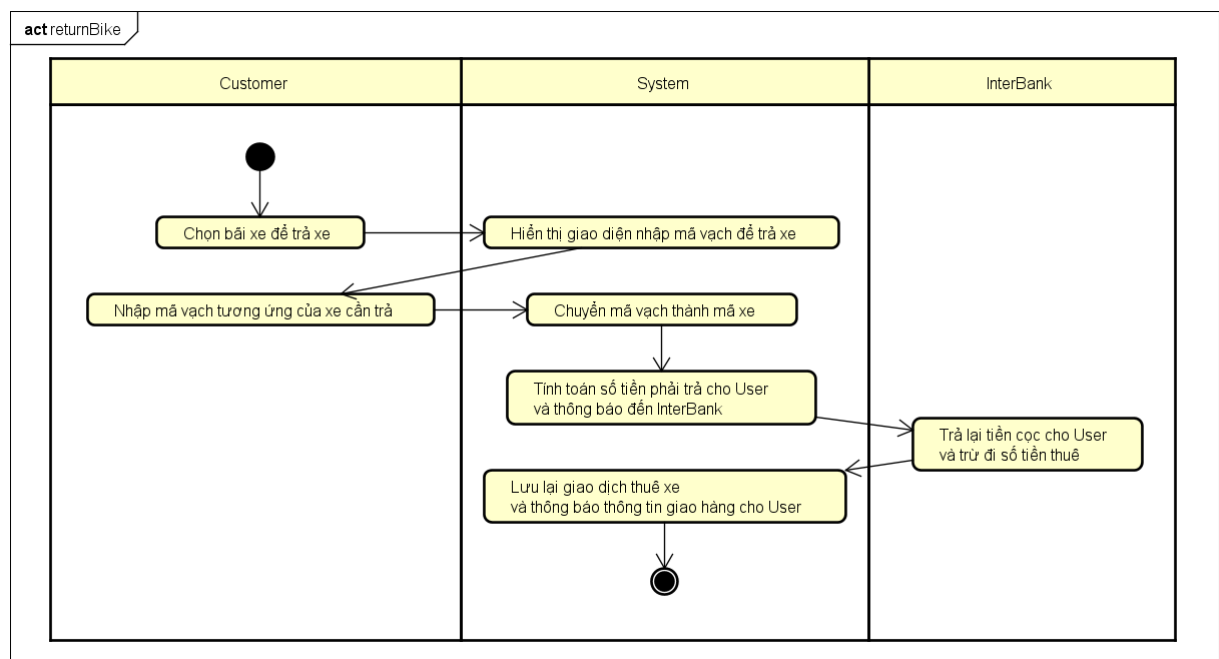 act returnBike
Customer
System
InterBank
Chọn bãi xe để trả xe
Hiển thị giao diện nhập mã vạch để trả xe
Nhập mã vạch tương ứng của xe cần trả
Chuyển mã vạch thành mã xe
Tính toán số tiền phải trả cho User
và thông báo đến InterBank
Trả lại tiền cọc cho User
và trừ đi số tiền thuê
Lưu lại giao dịch thuê xe
và thông báo thông tin giao hàng cho User